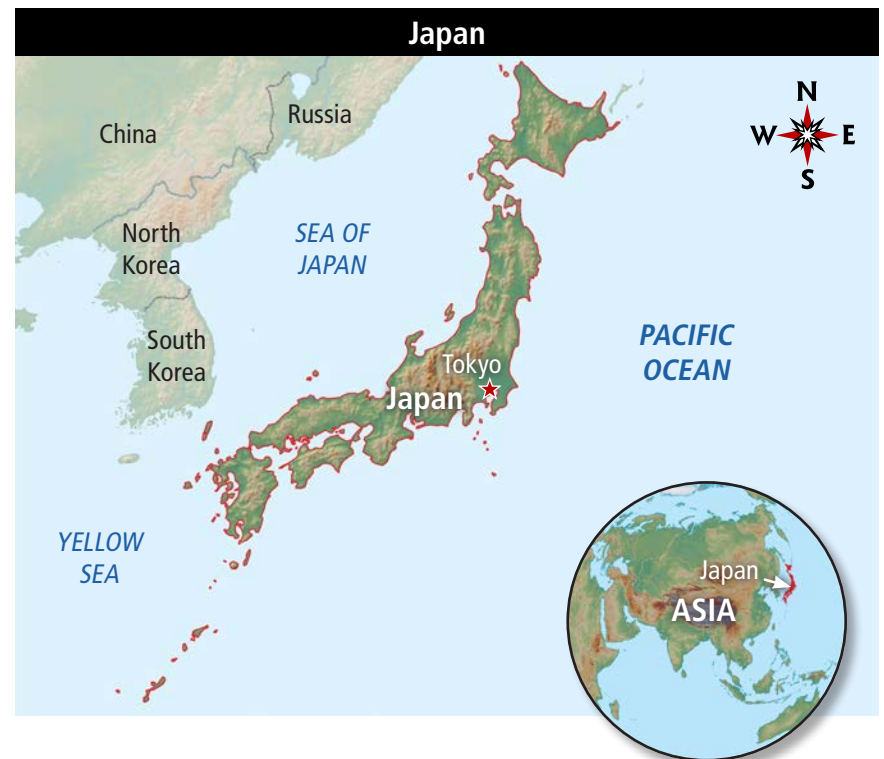 Japan
N
W E
S
China
Russia
North
Korea
SEA OF
JAPAN
South
Korea
PACIFIC
OCEAN
Tokyo
Japan
YELLOW
SEA
Japan
ASIA